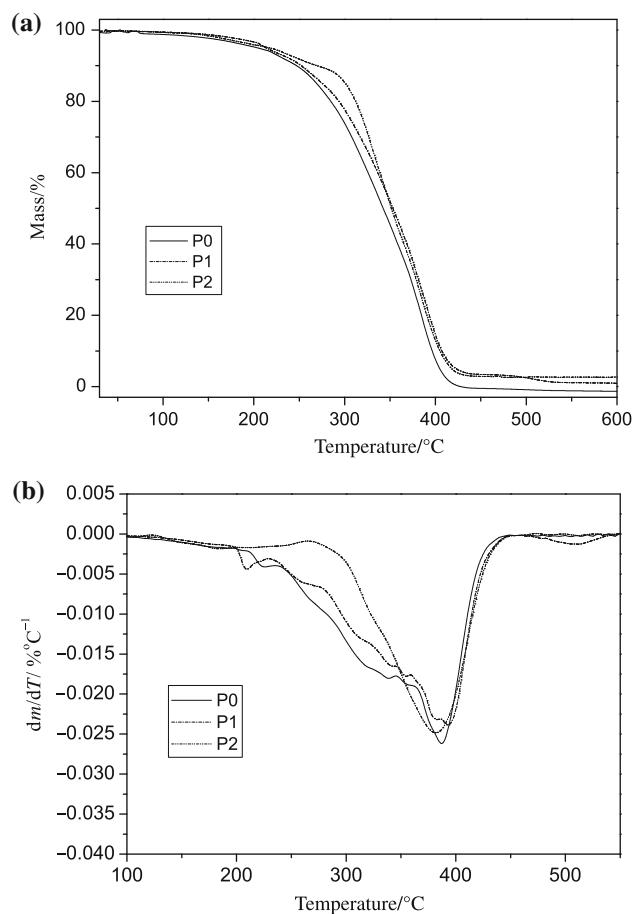 (a)
100
80
60
40
20
0
Mass/%
P0
P1
P2
100 200 300 400 500 600
Temperature/°C
(b)
0.005
0.000
−0.005
−0.010
−0.015
−0.020
−0.025
−0.030
−0.035
−0.040
dm/dT/ %°C⁻¹
P0
P1
P2
100 200 300 400 500
Temperature/°C